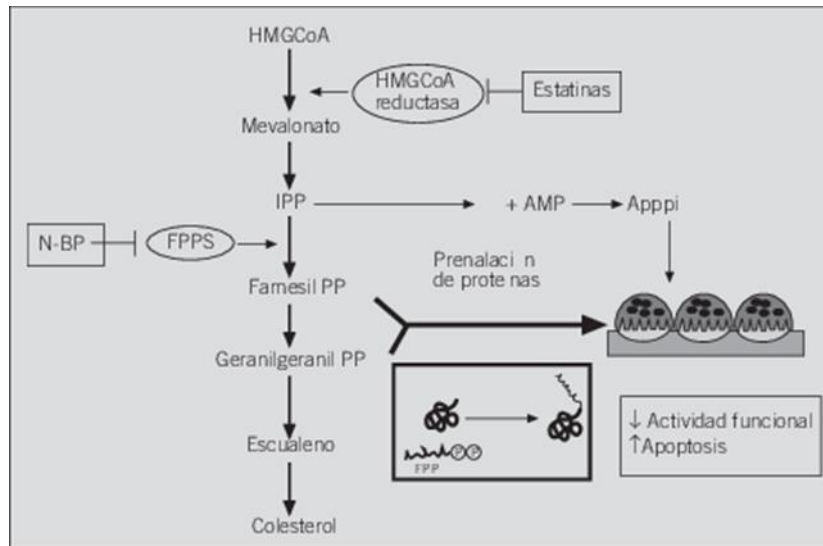 HMGCoA
HMGCoA
reductasa
Estatinas
Mevalonato
IPP
+ AMP
Apppi
N-BP
FPPS
Prenalaci n
de prote nas
Farnesil PP
Geranilgeranil PP
P P
FPP
↓ Actividad funcional
↑Apoptosis
Escualeno
Colesterol